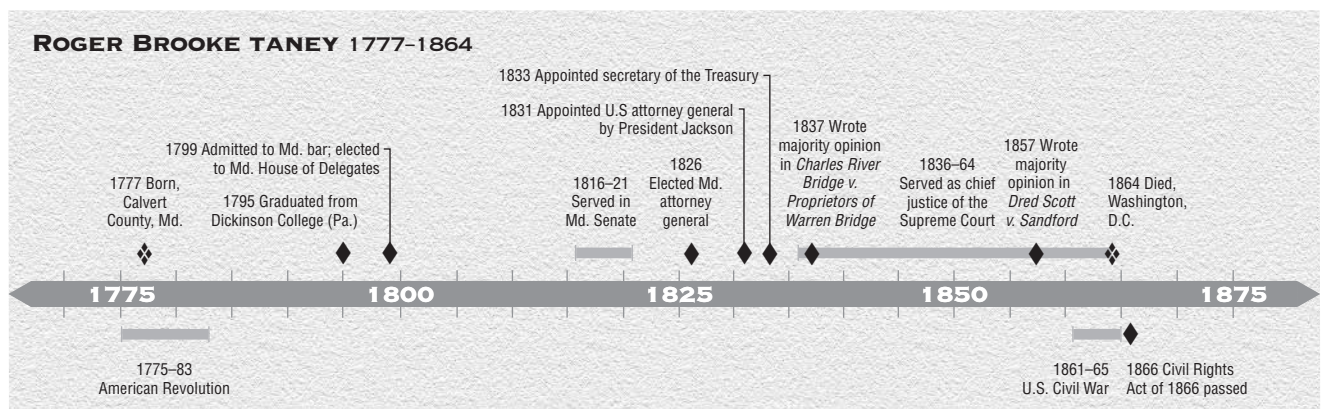 ROGER BROOKE TANEY 1777–1864
1833 Appointed secretary of the Treasury
1831 Appointed U.S attorney general
by President Jackson
1799 Admitted to Md. bar; elected
to Md. House of Delegates
1777 Born,
Calvert
County, Md.
1795 Graduated from
Dickinson College (Pa.)
1816–21
Served in
Md. Senate
1826
Elected Md.
attorney
general
1837 Wrote
majority opinion
in Charles River
Bridge v.
Proprietors of
Warren Bridge
1836–64
Served as chief
justice of the
Supreme Court
1857 Wrote
majority
opinion in
Dred Scott
v. Sandford
1864 Died,
Washington,
D.C.
1775
1800
1825
1850
1875
1775–83
American Revolution
1861–65
U.S. Civil War
1866 Civil Rights
Act of 1866 passed